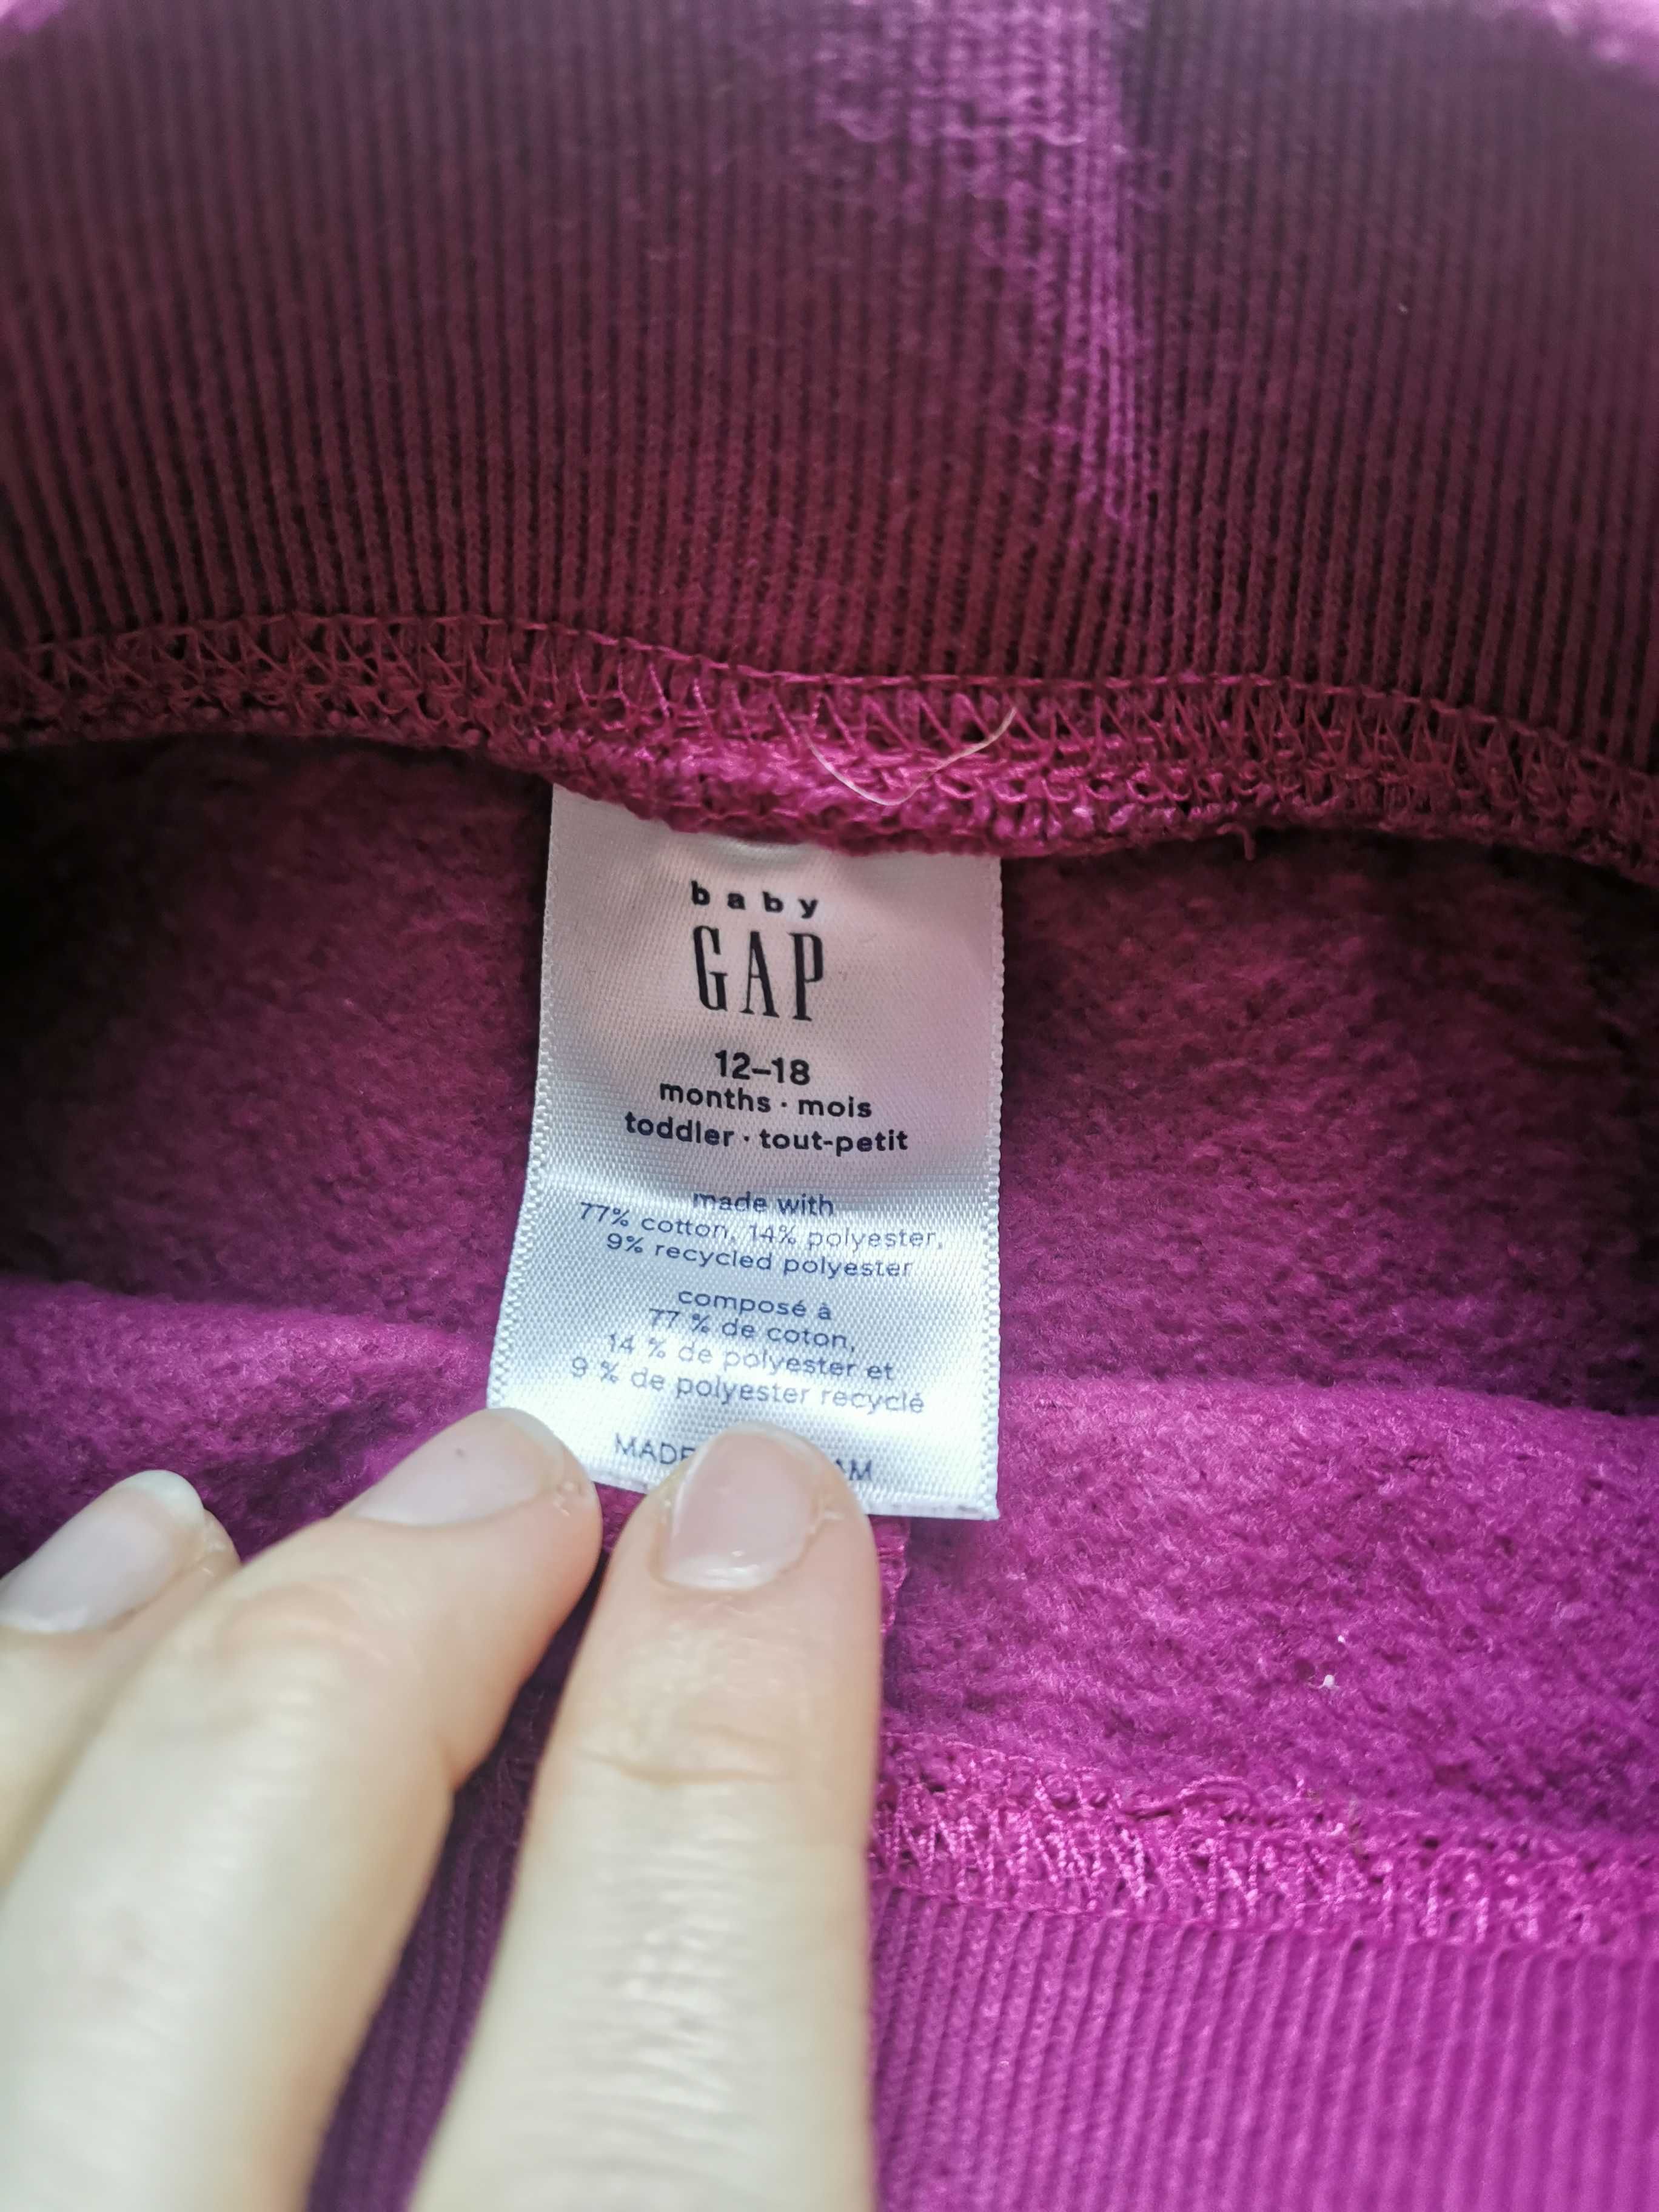 baby
GAP
12–18
months · mois
toddler · tout-petit
made with
77% cotton, 14% polyester,
9% recycled polyester
composé à
77 % de coton,
14 % de polyester et
9 % de polyester recyclé
MADE